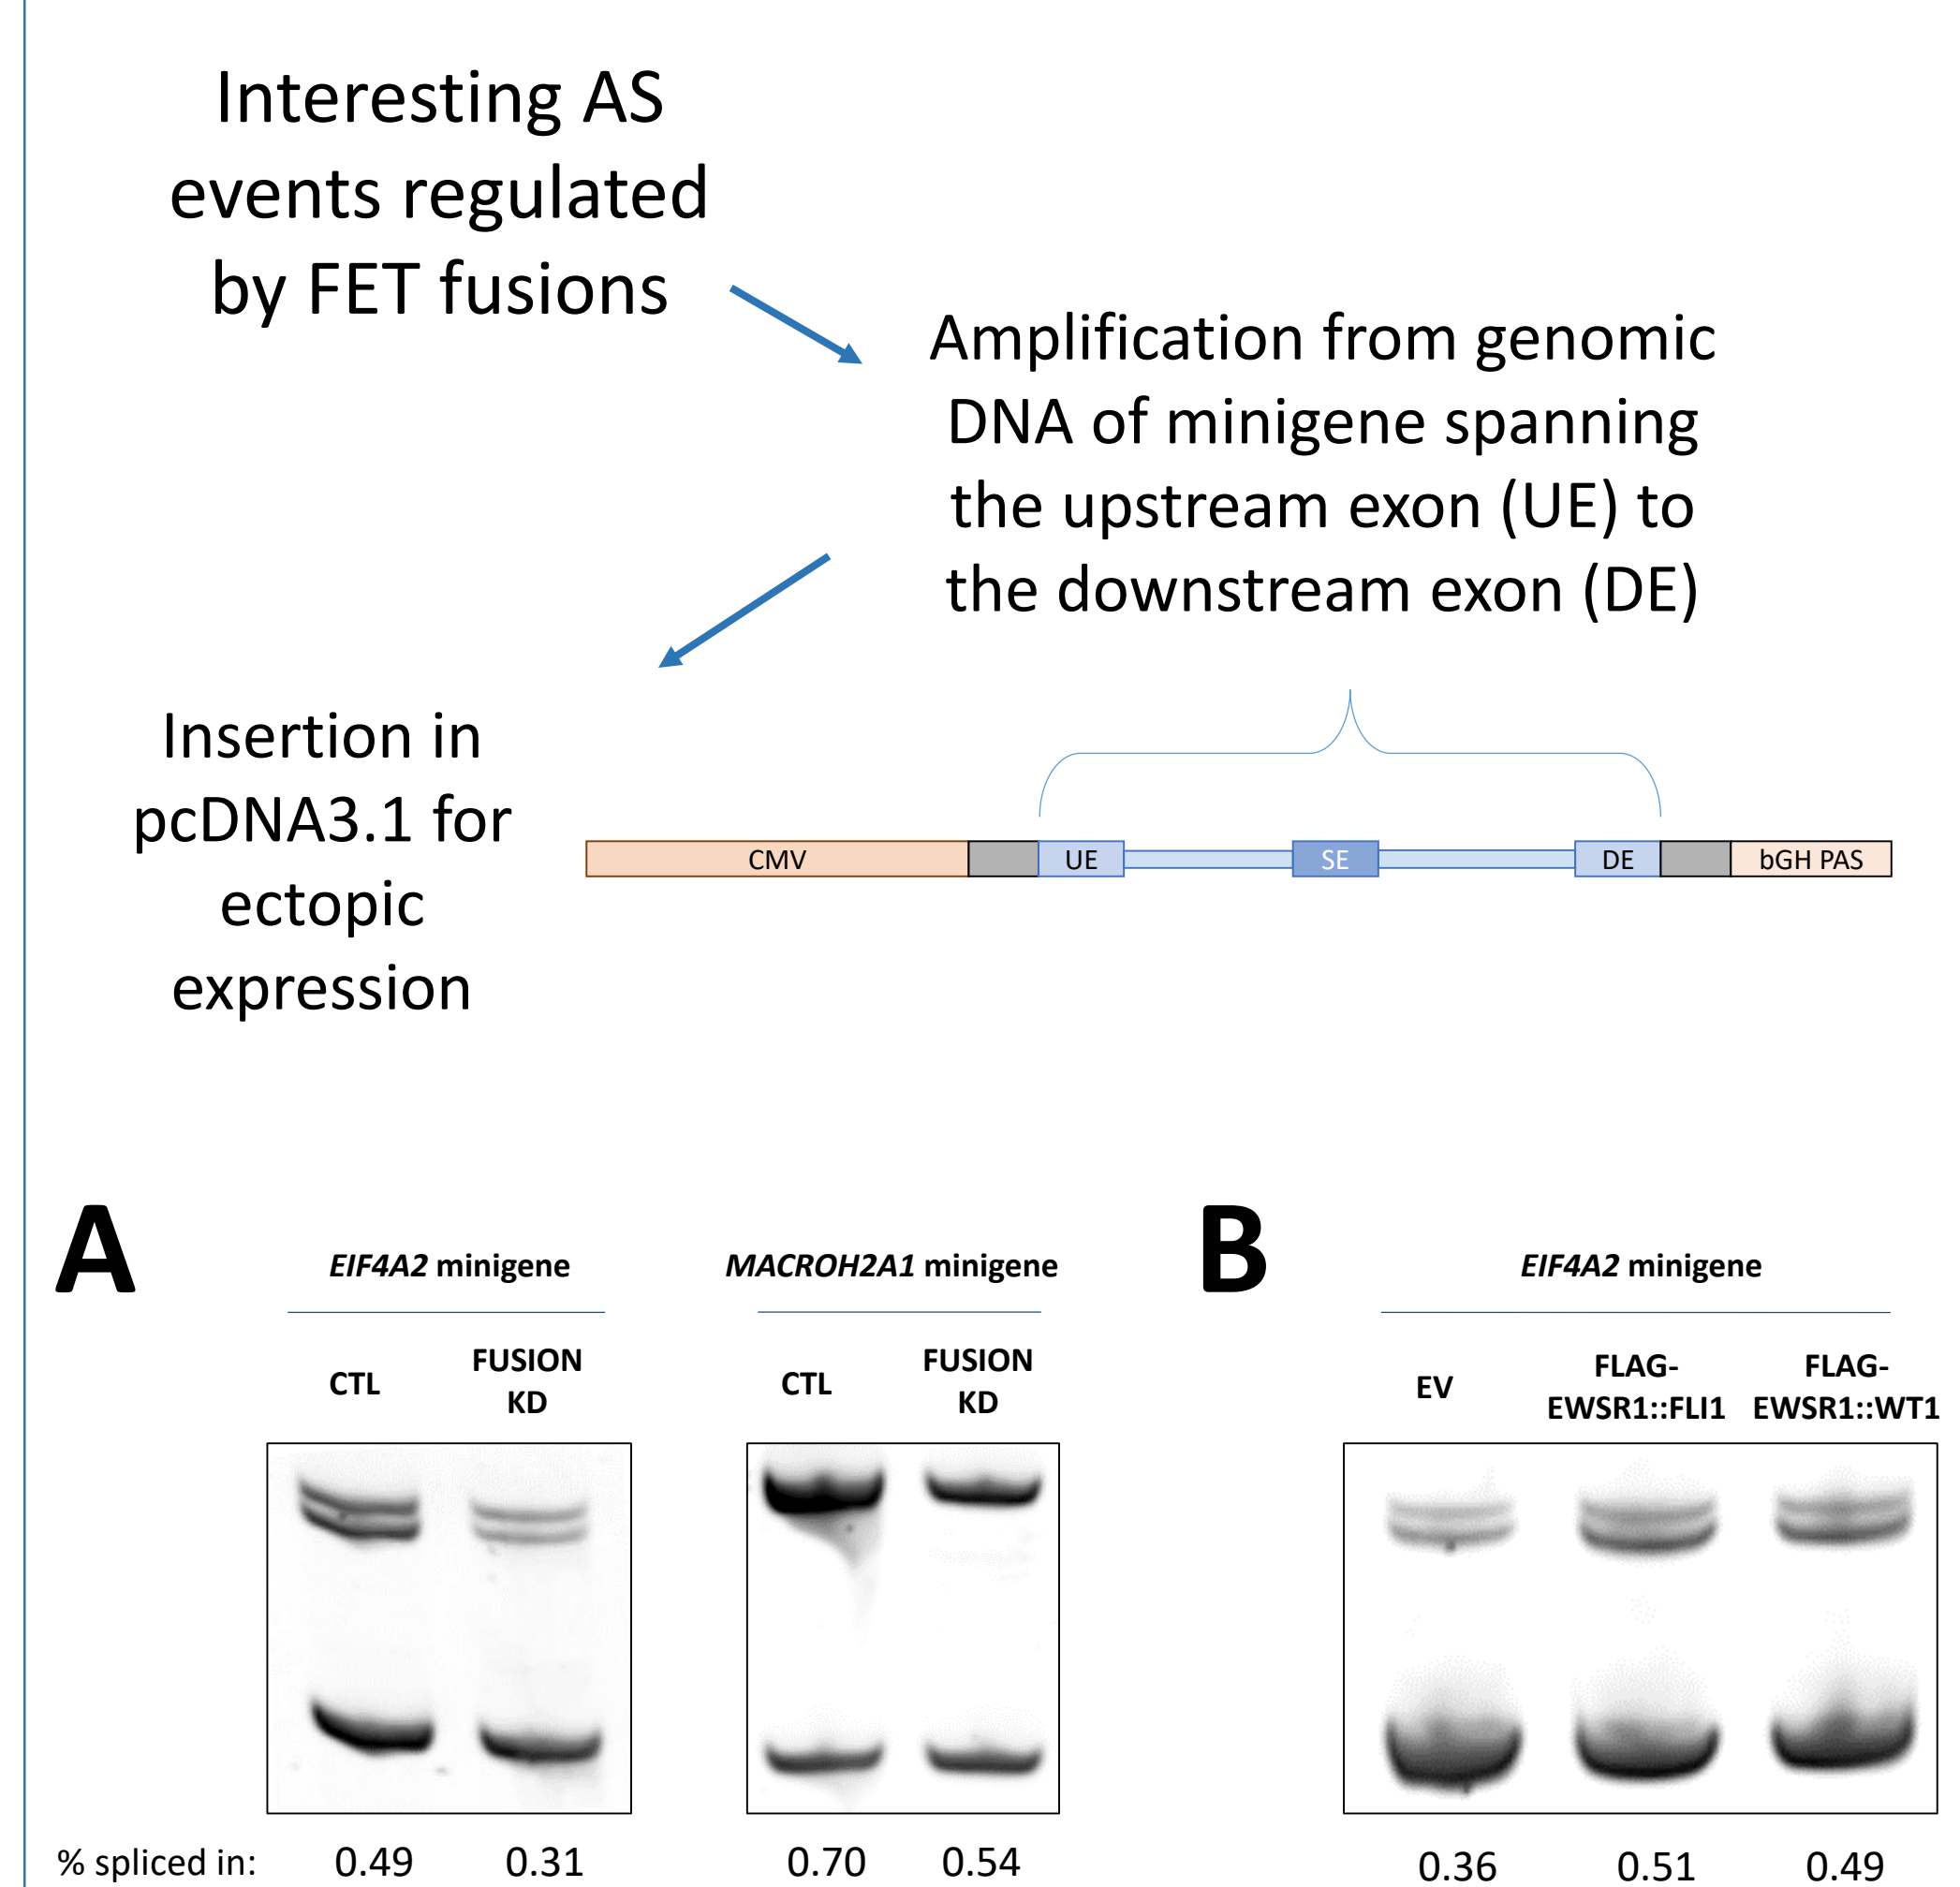 Interesting AS
events regulated
by FET fusions
Amplification from genomic
DNA of minigene spanning
the upstream exon (UE) to
the downstream exon (DE)
Insertion in
pcDNA3.1 for
ectopic
expression
CMV UE SE DE bGH PAS
A
EIF4A2 minigene
CTL
FUSION
KD
MACROH2A1 minigene
CTL
FUSION
KD
% spliced in: 0.49 0.31 0.70 0.54
B
EIF4A2 minigene
EV
FLAG-
EWSR1::FLI1
FLAG-
EWSR1::WT1
0.36 0.51 0.49